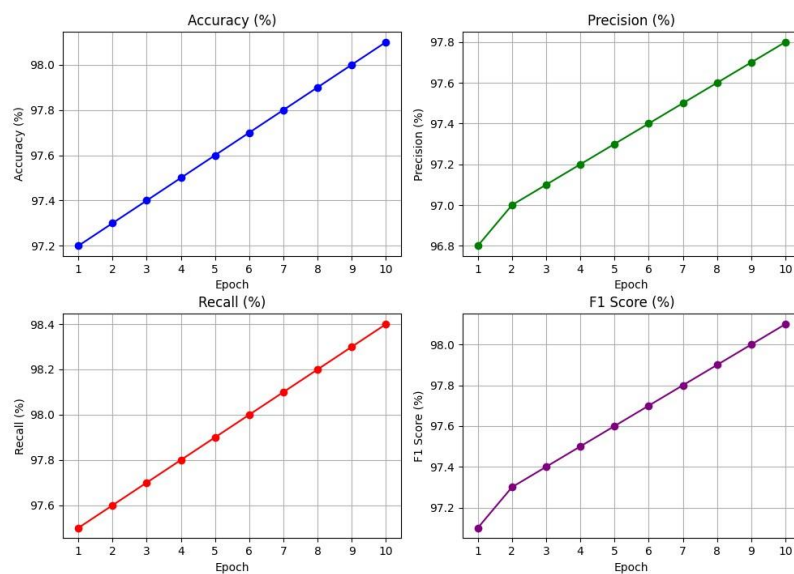 Accuracy (%)
Accuracy (%)
98.0
97.8
97.6
97.4
97.2
1 2 3 4 5 6 7 8 9 10
Epoch
Precision (%)
Precision (%)
97.8
97.6
97.4
97.2
97.0
96.8
1 2 3 4 5 6 7 8 9 10
Epoch
Recall (%)
Recall (%)
98.4
98.2
98.0
97.8
97.6
1 2 3 4 5 6 7 8 9 10
Epoch
F1 Score (%)
F1 Score (%)
98.0
97.8
97.6
97.4
97.2
1 2 3 4 5 6 7 8 9 10
Epoch